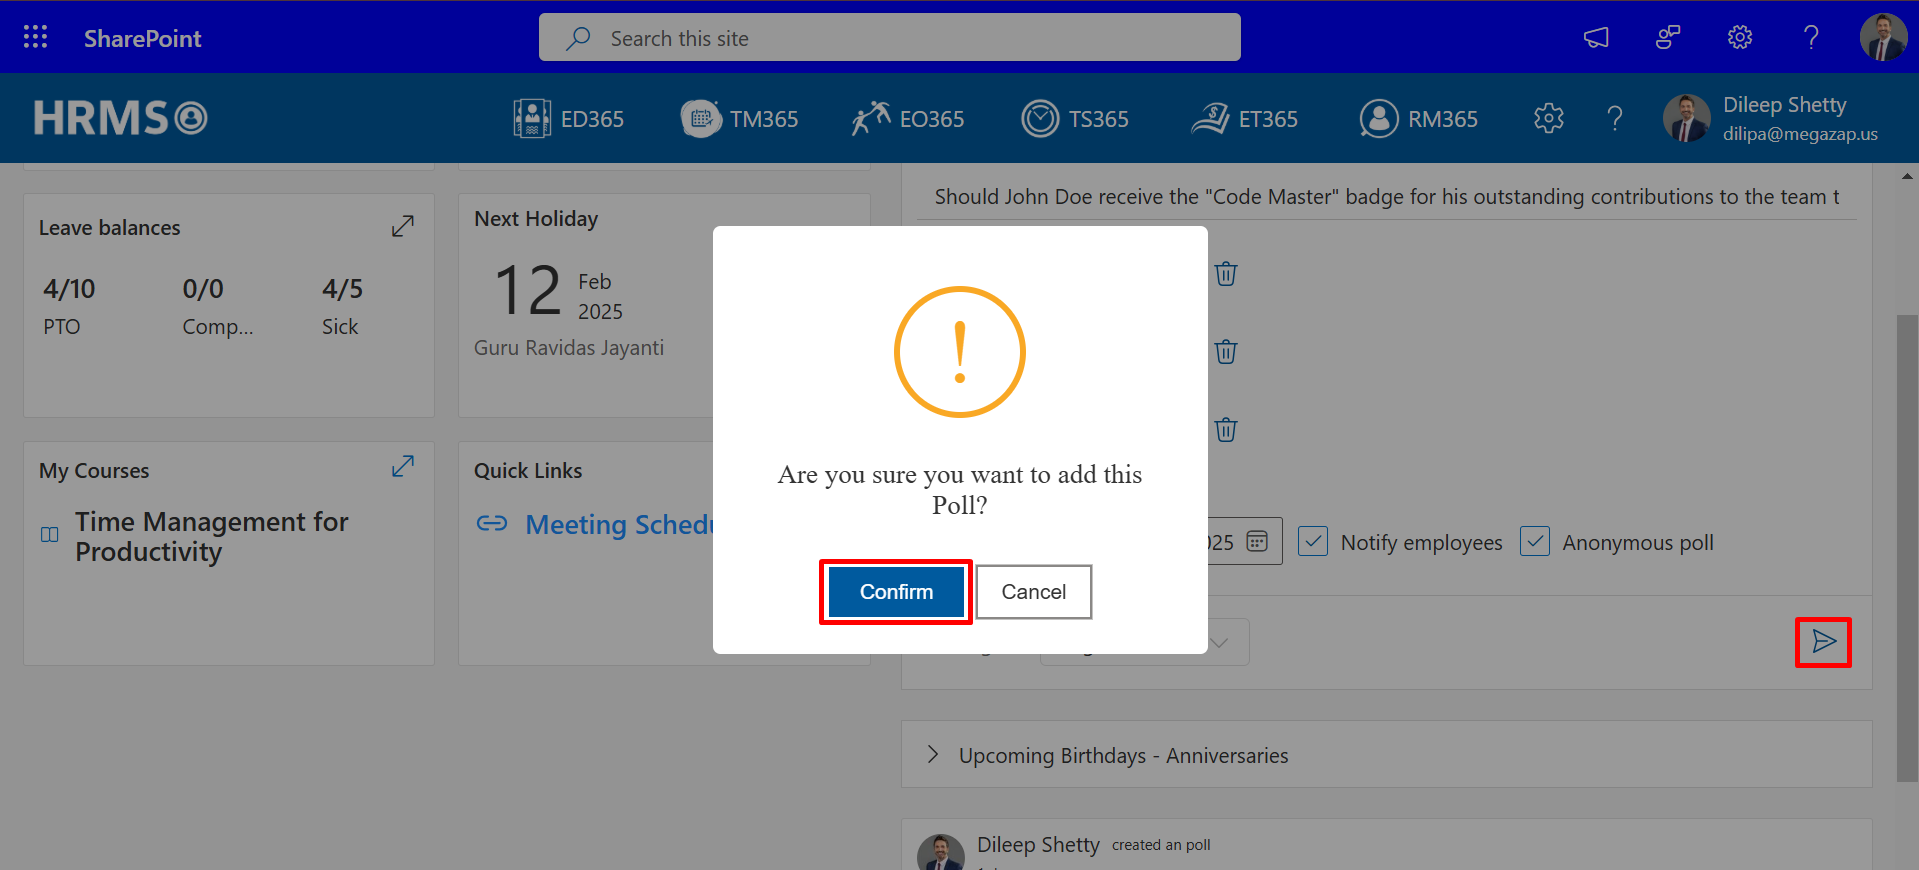 SharePoint
Search this site
HRMS
ED365
TM365
EO365
TS365
ET365
RM365
Dileep Shetty
dilipa@megazap.us
Should John Doe receive the "Code Master" badge for his outstanding contributions to the team t
Leave balances
4/10
0/0
4/5
PTO
Comp...
Sick
Next Holiday
12
Feb
2025
Guru Ravidas Jayanti
Are you sure you want to add this
Poll?
Confirm
Cancel
Notify employees
Anonymous poll
My Courses
Time Management for
Productivity
Quick Links
Meeting Schedu
Upcoming Birthdays - Anniversaries
Dileep Shetty created an poll